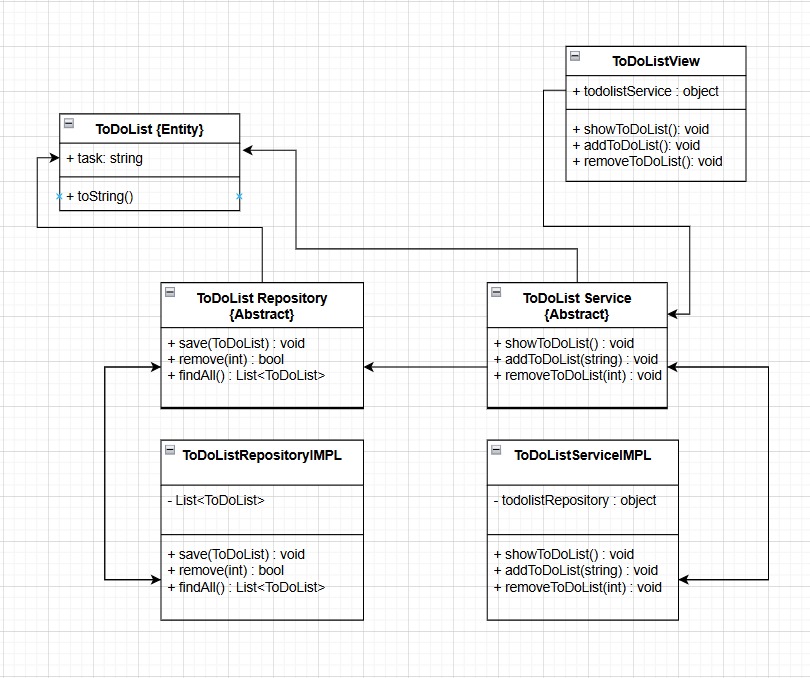 ToDoListView
+ todolistService : object
+ showToDoList(): void
+ addToDoList(): void
+ removeToDoList(): void
ToDoList {Entity}
+ task: string
+ toString()
ToDoList Repository
{Abstract}
+ save(ToDoList) : void
+ remove(int) : bool
+ findAll() : List<ToDoList>
ToDoList Service
{Abstract}
+ showToDoList() : void
+ addToDoList(string) : void
+ removeToDoList(int) : void
ToDoListRepositoryIMPL
- List<ToDoList>
+ save(ToDoList) : void
+ remove(int) : bool
+ findAll() : List<ToDoList>
ToDoListServiceIMPL
- todolistRepository : object
+ showToDoList() : void
+ addToDoList(string) : void
+ removeToDoList(int) : void